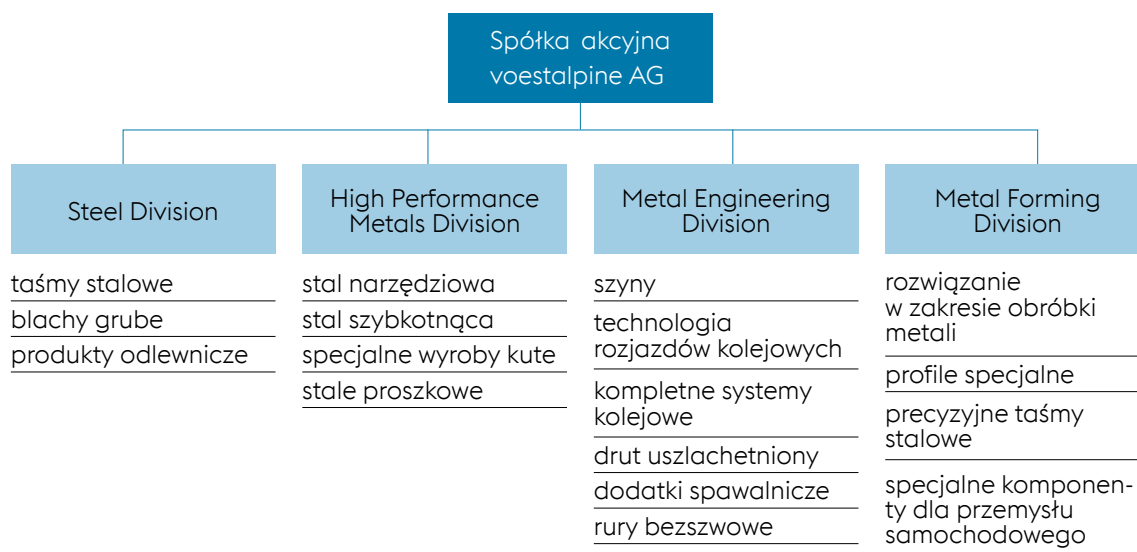 Spółka akcyjna
voestalpine AG
Steel Division
taśmy stalowe
blachy grube
produkty odlewnicze
High Performance
Metals Division
stal narzędziowa
stal szybkotnąca
specjalne wyroby kute
stale proszkowe
Metal Engineering
Division
szyny
technologia
rozjazdów kolejowych
kompletne systemy
kolejowe
drut uszlachetniony
dodatki spawalnicze
rury bezszwowe
Metal Forming
Division
rozwiązanie
w zakresie obróbki
metali
profile specjalne
precyzyjne taśmy
stalowe
specjalne komponen-
ty dla przemysłu
samochodowego